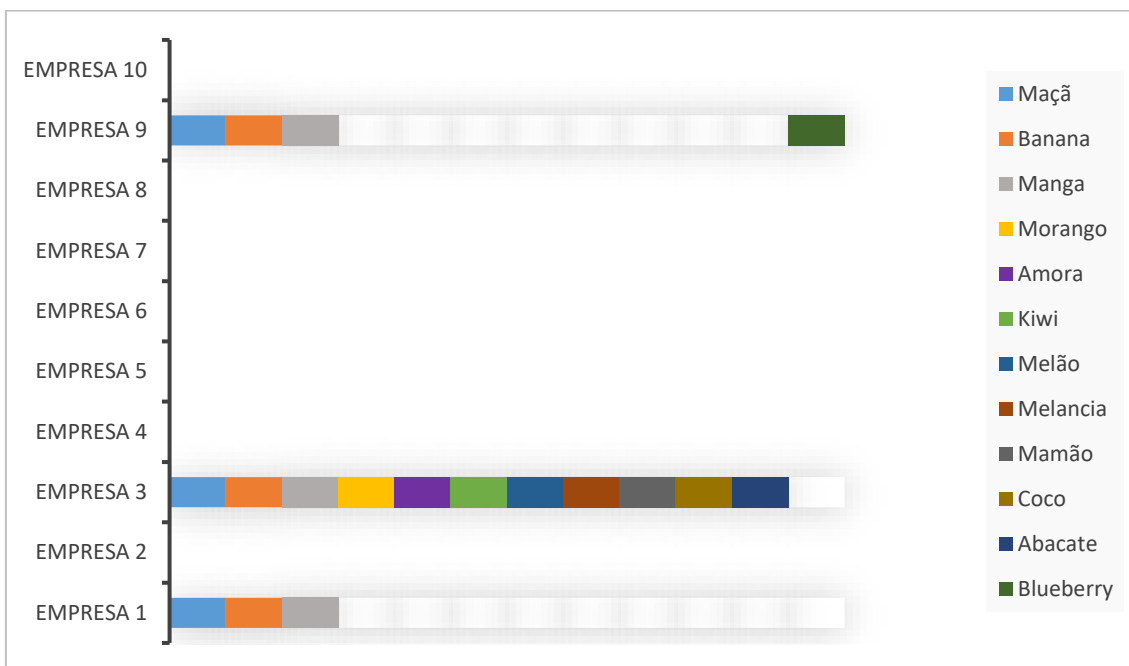 EMPRESA 10
EMPRESA 9
EMPRESA 8
EMPRESA 7
EMPRESA 6
EMPRESA 5
EMPRESA 4
EMPRESA 3
EMPRESA 2
EMPRESA 1
Maçã
Banana
Manga
Morango
Amora
Kiwi
Melão
Melancia
Mamão
Coco
Abacate
Blueberry